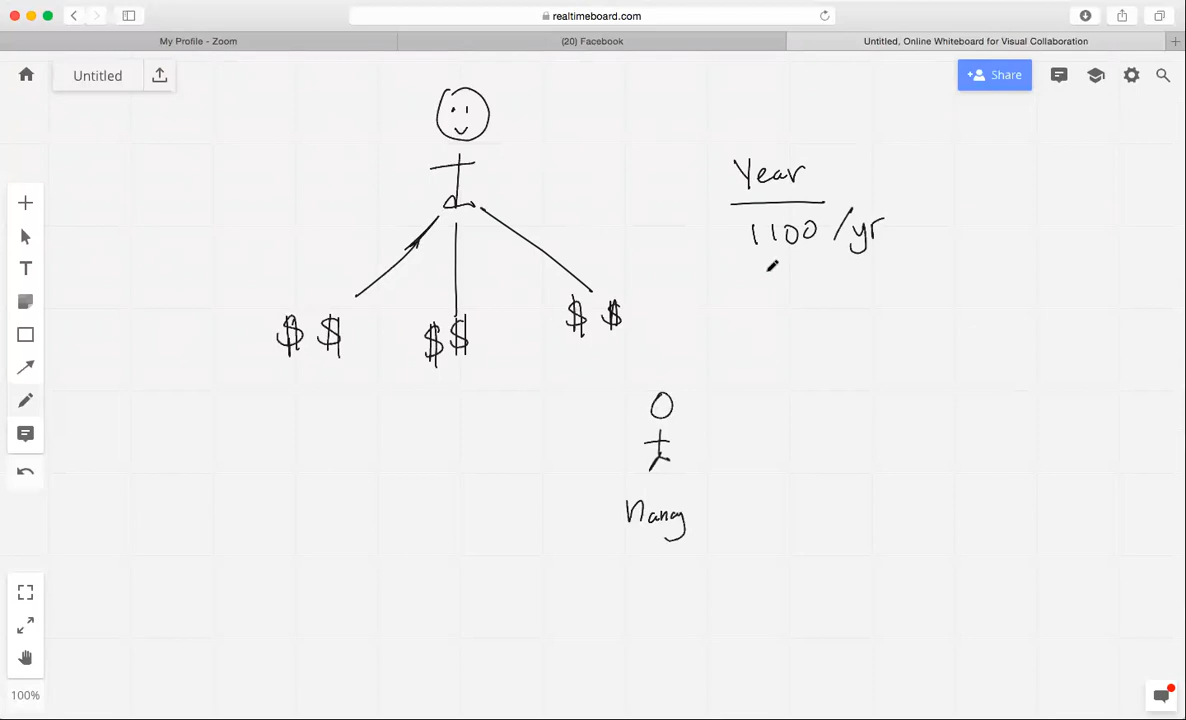 realtimeboard.com
My Profile - Zoom
(20) Facebook
Untitled, Online Whiteboard for Visual Collaboration
Untitled
Share
Year
1100 /yr
$ $
$ $
$ $
T
100%